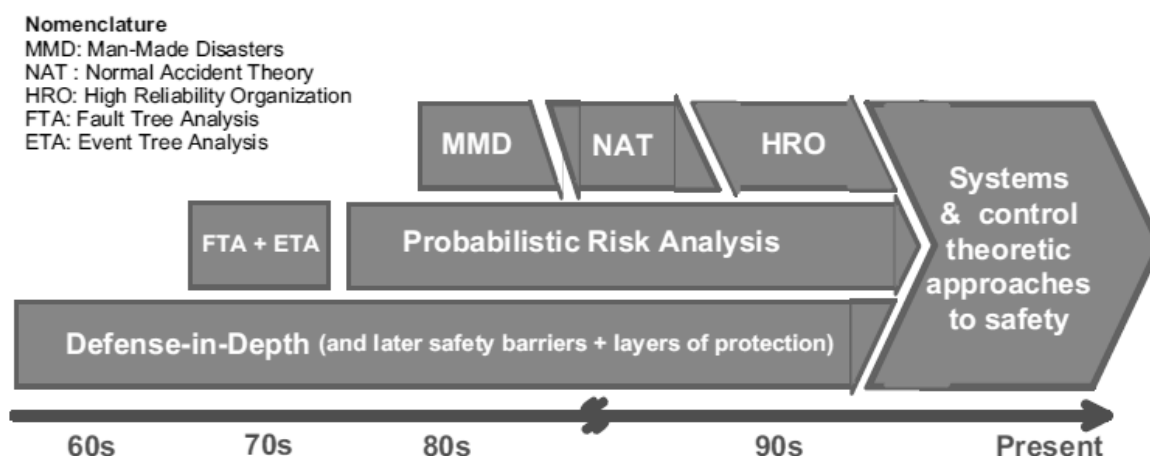 Nomenclature
MMD: Man-Made Disasters
NAT : Normal Accident Theory
HRO: High Reliability Organization
FTA: Fault Tree Analysis
ETA: Event Tree Analysis
MMD
NAT
HRO
Systems
& control
theoretic
approaches
to safety
FTA + ETA
Probabilistic Risk Analysis
Defense-in-Depth (and later safety barriers + layers of protection)
60s
70s
80s
90s
Present